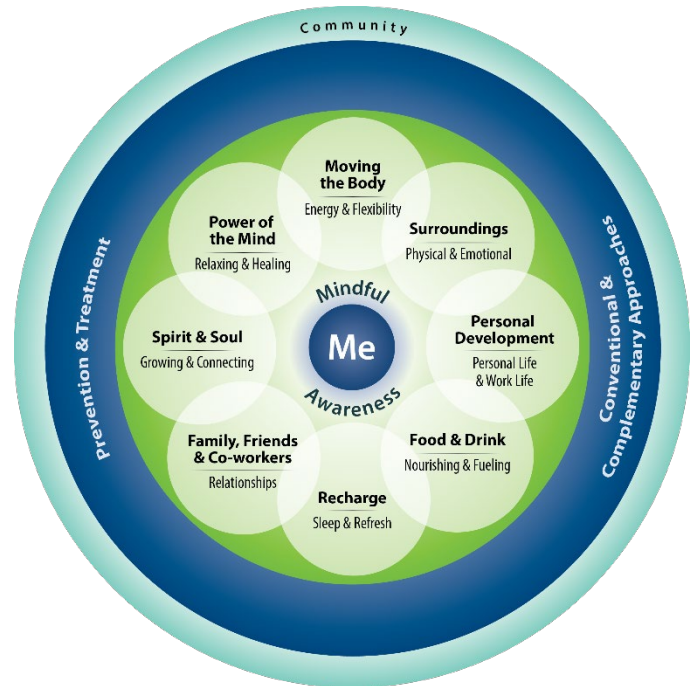 Community
Prevention & Treatment
Conventional &
Complementary Approaches
Moving
the Body
Energy & Flexibility
Surroundings
Physical & Emotional
Personal
Development
Personal Life
& Work Life
Food & Drink
Nourishing & Fueling
Recharge
Sleep & Refresh
Family, Friends
& Co-workers
Relationships
Spirit & Soul
Growing & Connecting
Power of
the Mind
Relaxing & Healing
Mindful
Me
Awareness